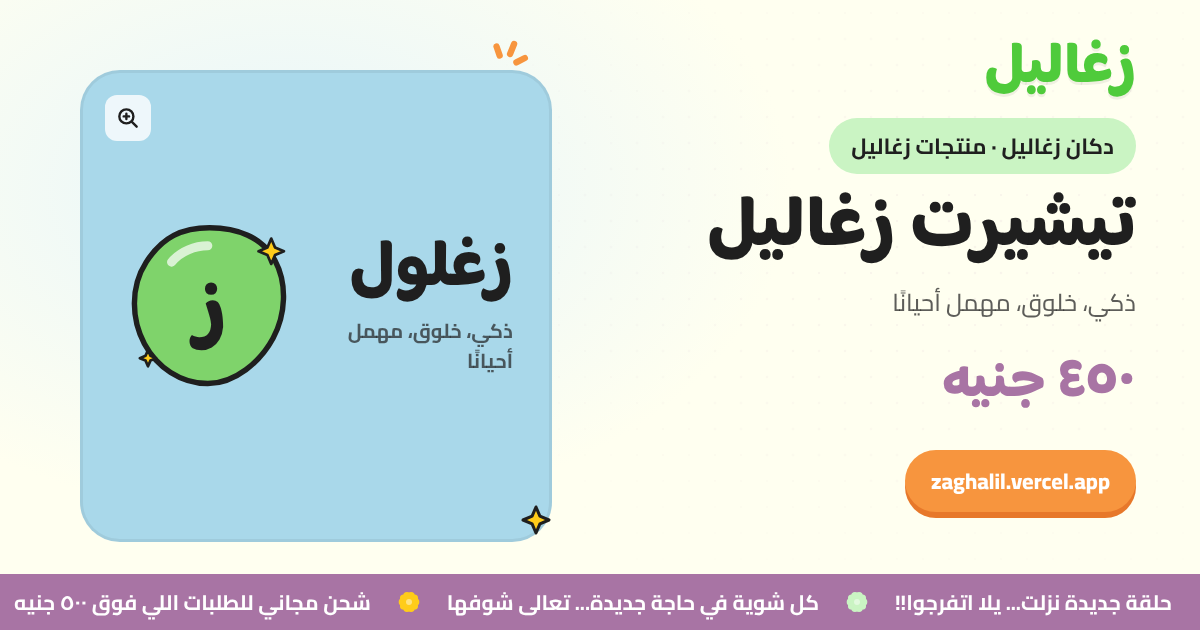 زغاليل
دكان زغاليل · منتجات زغاليل
تيشيرت زغاليل
ذكي، خلوق، مهمل أحيانًا
٤٥٠ جنيه
zaghalil.vercel.app
زغلول
ذكي، خلوق، مهمل
أحيانًا
ز
حلقة جديدة نزلت... يلا اتفرجوا!! كل شوية في حاجة جديدة... تعالى شوفها شحن مجاني للطلبات اللي فوق ٥٠٠ جنيه